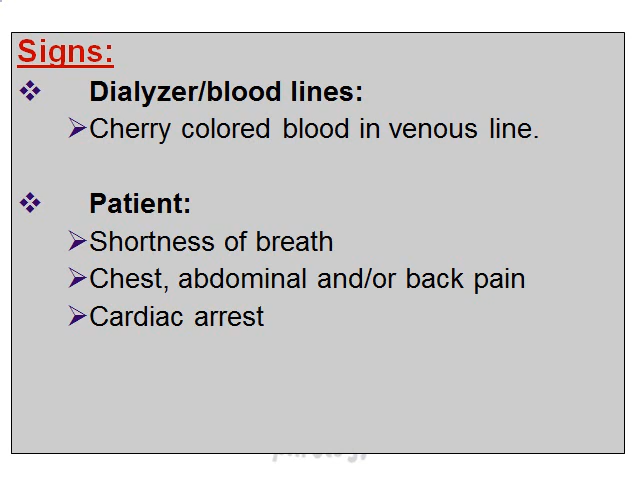 Signs:
Dialyzer/blood lines:
Cherry colored blood in venous line.
Patient:
Shortness of breath
Chest, abdominal and/or back pain
Cardiac arrest